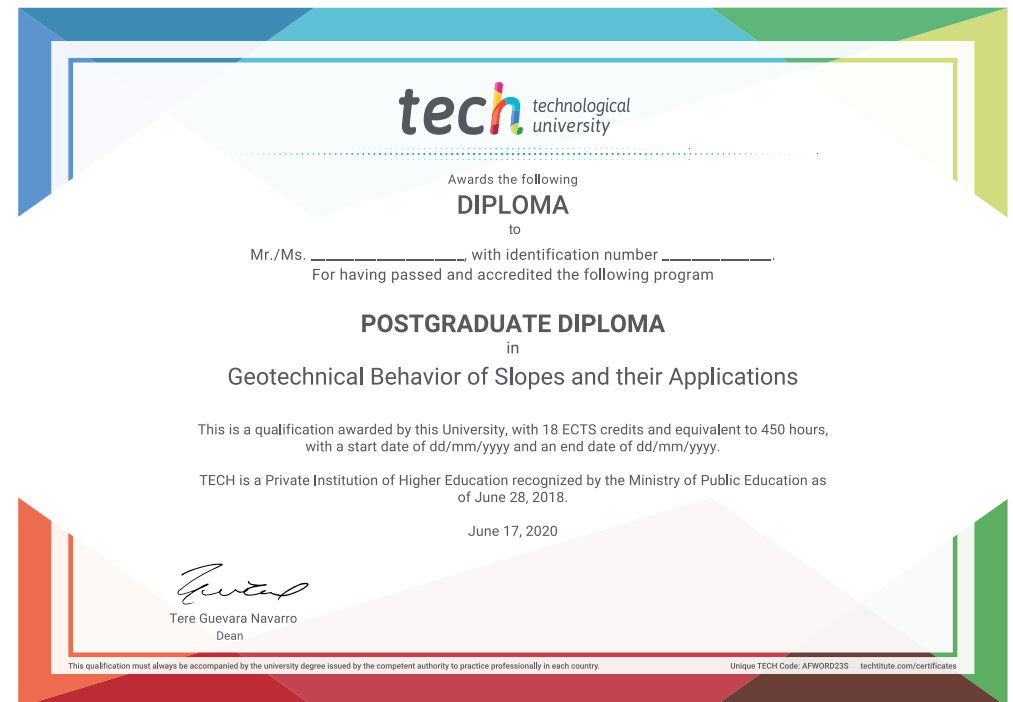 tech technological
university
Awards the following
DIPLOMA
to
Mr./Ms. ____________________, with identification number ______________.
For having passed and accredited the following program
POSTGRADUATE DIPLOMA
in
Geotechnical Behavior of Slopes and their Applications
This is a qualification awarded by this University, with 18 ECTS credits and equivalent to 450 hours,
with a start date of dd/mm/yyyy and an end date of dd/mm/yyyy.
TECH is a Private Institution of Higher Education recognized by the Ministry of Public Education as
of June 28, 2018.
June 17, 2020
Tere Guevara Navarro
Dean
This qualification must always be accompanied by the university degree issued by the competent authority to practice professionally in each country. Unique TECH Code: AFWORD23S techtitute.com/certificates